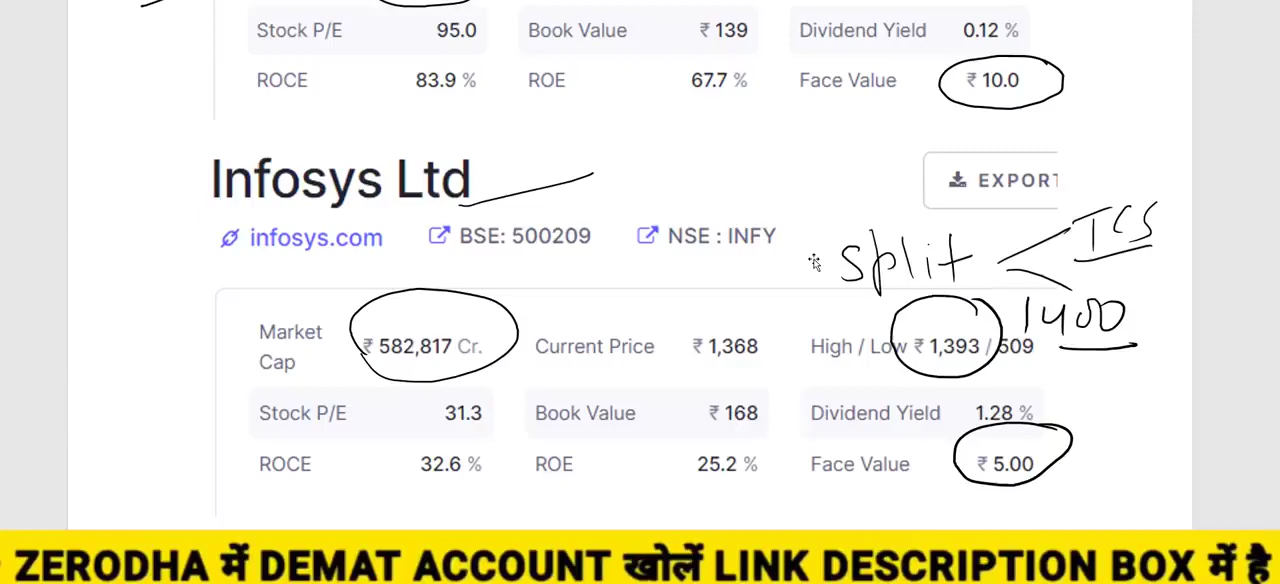 Stock P/E 95.0 Book Value ₹ 139 Dividend Yield 0.12 %
ROCE 83.9 % ROE 67.7 % Face Value ₹ 10.0
Infosys Ltd
EXPORT
infosys.com BSE: 500209 NSE : INFY
split
TCS
1400
Market Cap ₹ 582,817 Cr. Current Price ₹ 1,368 High / Low ₹ 1,393 / 509
Stock P/E 31.3 Book Value ₹ 168 Dividend Yield 1.28 %
ROCE 32.6 % ROE 25.2 % Face Value ₹ 5.00
ZERODHA में DEMAT ACCOUNT खोलें LINK DESCRIPTION BOX में है